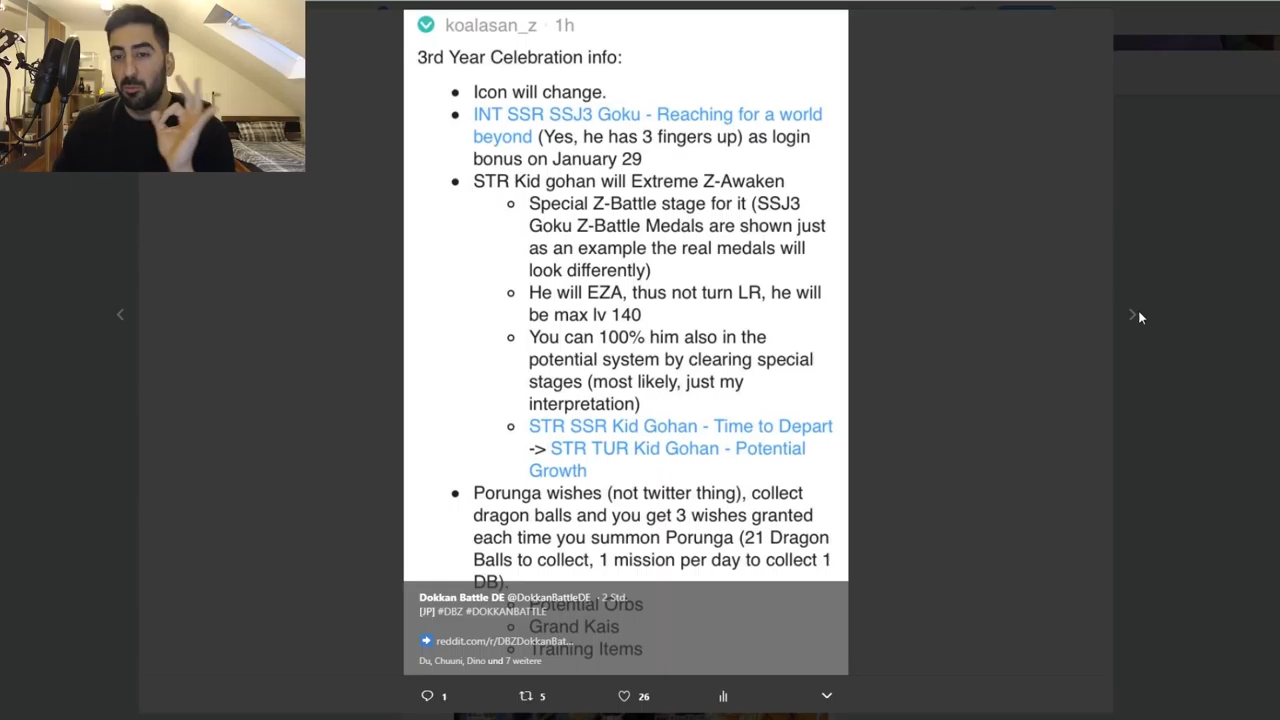 koalasan_z · 1h
3rd Year Celebration info:
• Icon will change.
• INT SSR SSJ3 Goku - Reaching for a world
beyond (Yes, he has 3 fingers up) as login
bonus on January 29
• STR Kid gohan will Extreme Z-Awaken
○ Special Z-Battle stage for it (SSJ3
Goku Z-Battle Medals are shown just
as an example the real medals will
look differently)
○ He will EZA, thus not turn LR, he will
be max lv 140
○ You can 100% him also in the
potential system by clearing special
stages (most likely, just my
interpretation)
○ STR SSR Kid Gohan - Time to Depart
-> STR TUR Kid Gohan - Potential
Growth
• Porunga wishes (not twitter thing), collect
dragon balls and you get 3 wishes granted
each time you summon Porunga (21 Dragon
Balls to collect, 1 mission per day to collect 1
DB).
Dokkan Battle DE @DokkanBattleDE · 2 Std.
○ Potential Orbs
[JP] #DBZ #DOKKANBATTLE
○ Grand Kais
reddit.com/r/DBZDokkanBat...
○ Training Items
Du, Chuuni, Dino und 7 weitere
1 5 26